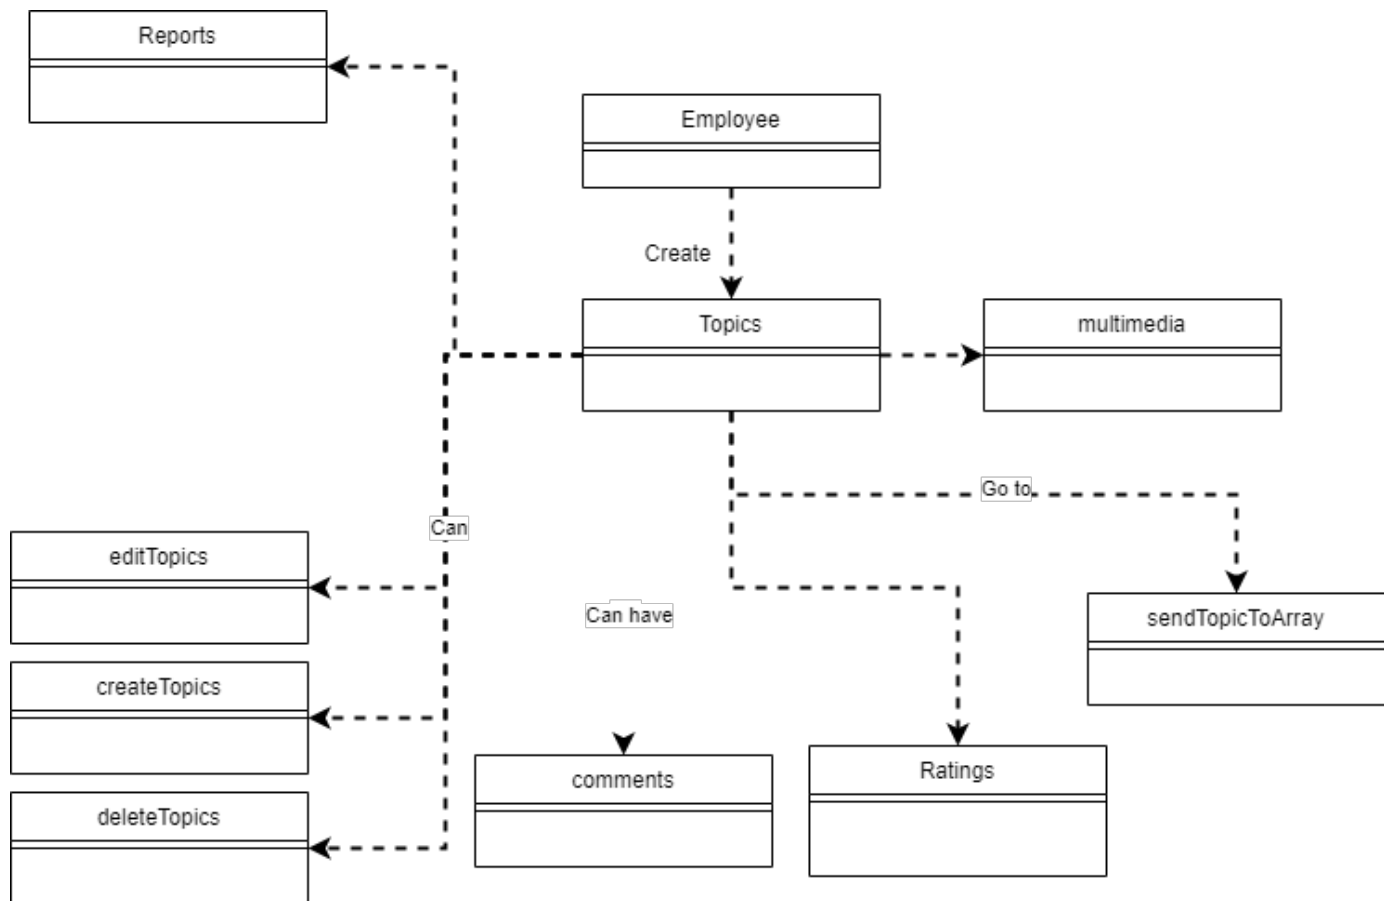 Reports
Employee
Create
Topics
multimedia
Go to
Can
editTopics
Can have
sendTopicToArray
createTopics
comments
Ratings
deleteTopics